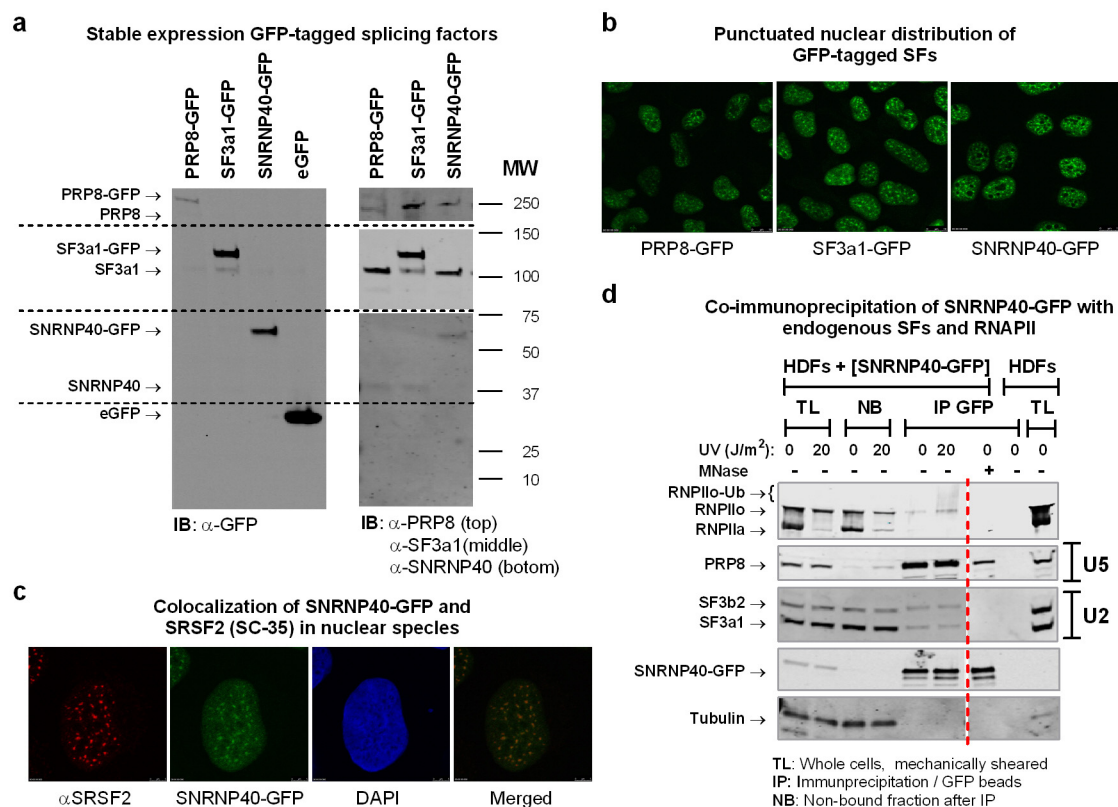 a
Stable expression GFP-tagged splicing factors
PRP8-GFP
SF3a1-GFP
SNRNP40-GFP
eGFP
PRP8-GFP
SF3a1-GFP
SNRNP40-GFP
MW
PRP8-GFP →
PRP8 →
SF3a1-GFP →
SF3a1 →
SNRNP40-GFP →
SNRNP40 →
eGFP →
250
150
100
75
50
37
25
10
IB: α-GFP
IB: α-PRP8 (top)
α-SF3a1(middle)
α-SNRNP40 (botom)
b
Punctuated nuclear distribution of
GFP-tagged SFs
PRP8-GFP
SF3a1-GFP
SNRNP40-GFP
c
Colocalization of SNRNP40-GFP and
SRSF2 (SC-35) in nuclear specles
αSRSF2
SNRNP40-GFP
DAPI
Merged
d
Co-immunoprecipitation of SNRNP40-GFP with
endogenous SFs and RNAPII
HDFs + [SNRNP40-GFP]
HDFs
TL
NB
IP GFP
TL
UV (J/m²): 0 20 0 20 0 20 0 0 0
MNase - - - - - - + - -
RNPIIo-Ub →{
RNPIIo →
RNPIIa →
PRP8 →
U5
SF3b2 →
SF3a1 →
U2
SNRNP40-GFP →
Tubulin →
TL: Whole cells, mechanically sheared
IP: Immunprecipitation / GFP beads
NB: Non-bound fraction after IP